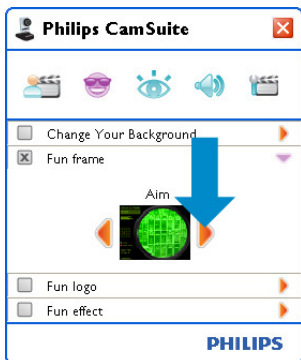 Philips CamSuite
Change Your Background
Fun frame
Aim
Fun logo
Fun effect
PHILIPS